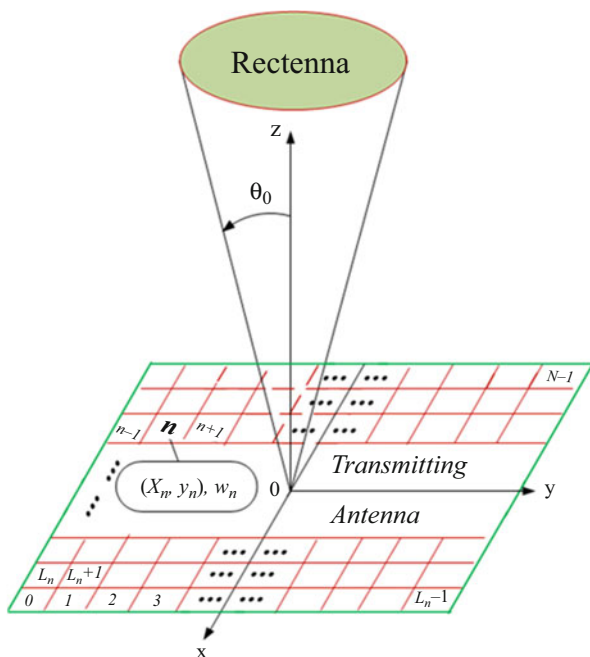 Rectenna
z
θ0
N−1
n−1 n n+1
Transmitting
(Xn, yn), wn
0 y
Antenna
Ln Ln+1
0 1 2 3 Ln−1
x